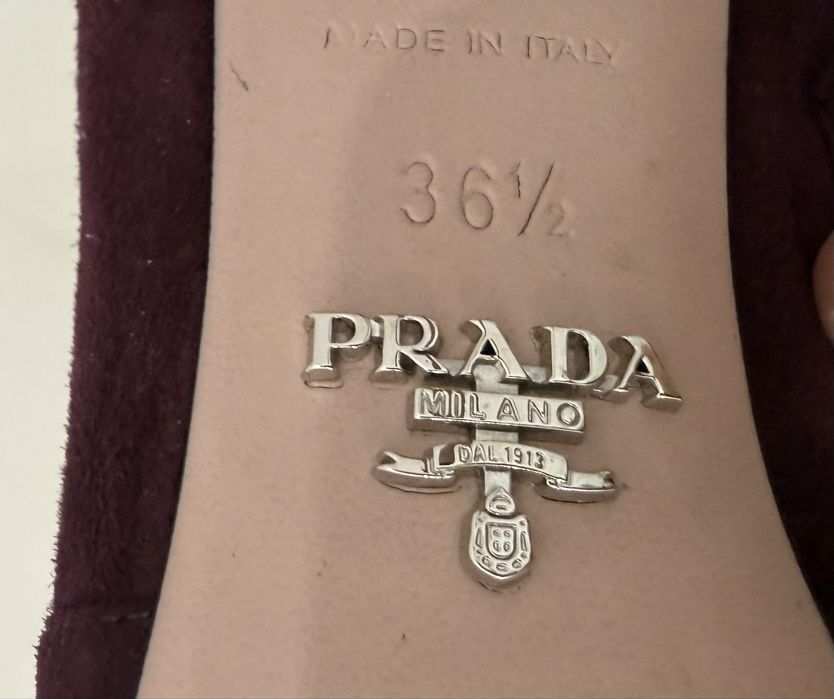 MADE IN ITALY
36½
PRADA
MILANO
DAL 1913